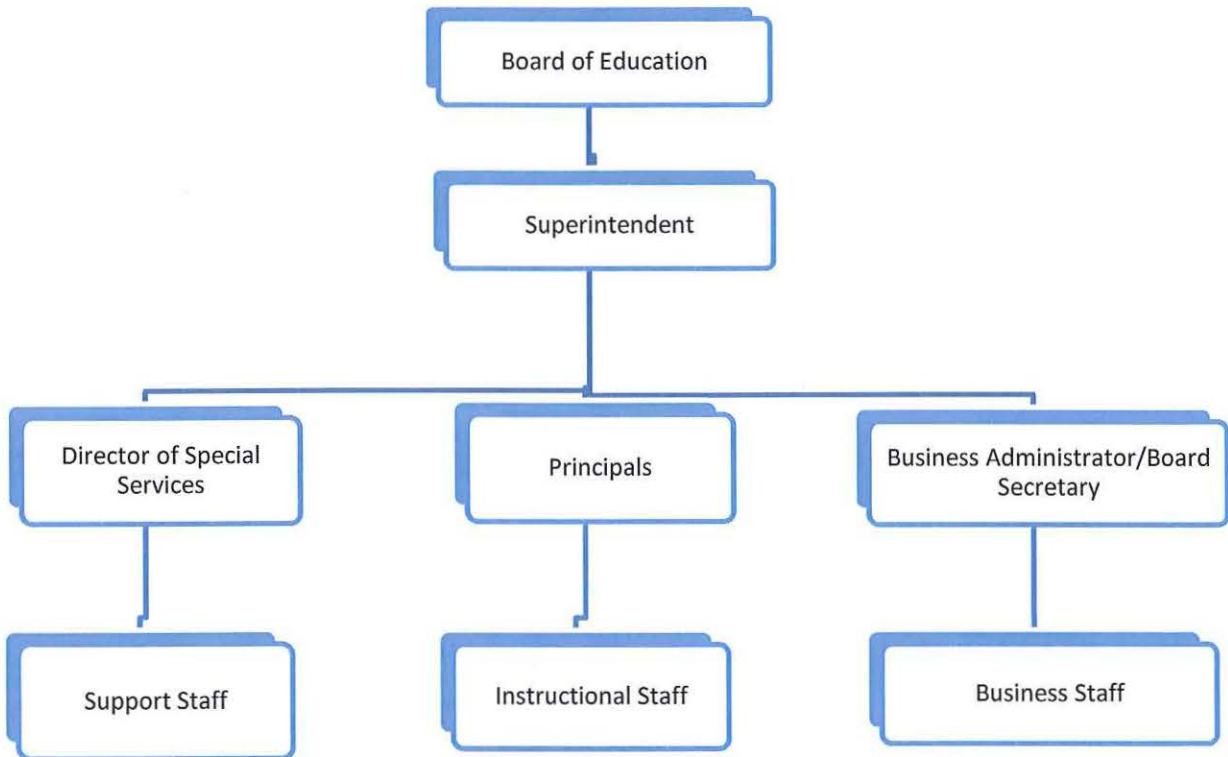 Board of Education
Superintendent
Director of Special
Services
Principals
Business Administrator/Board
Secretary
Support Staff
Instructional Staff
Business Staff